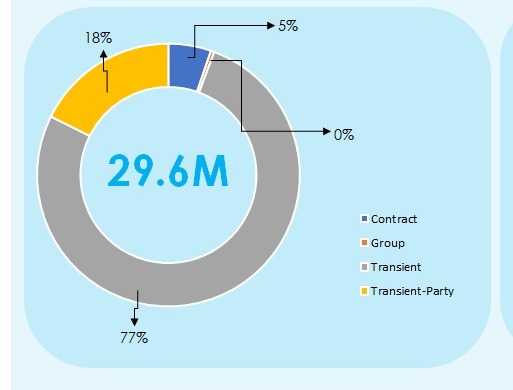 5%
18%
0%
29.6M
Contract
Group
Transient
Transient-Party
77%